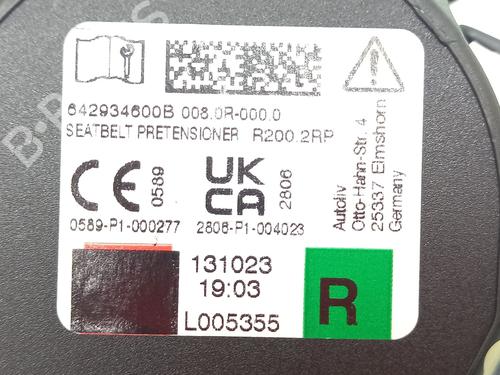 642934600B 008.0R-000.0
SEATBELT PRETENSIONER R200.2RP
CE 0589
UK
CA 2806
0589-P1-000277 2806-P1-004023
Autoliv
Otto-Hahn-Str. 4
25337 Elmshorn
Germany
131023
19:03
L005355
R